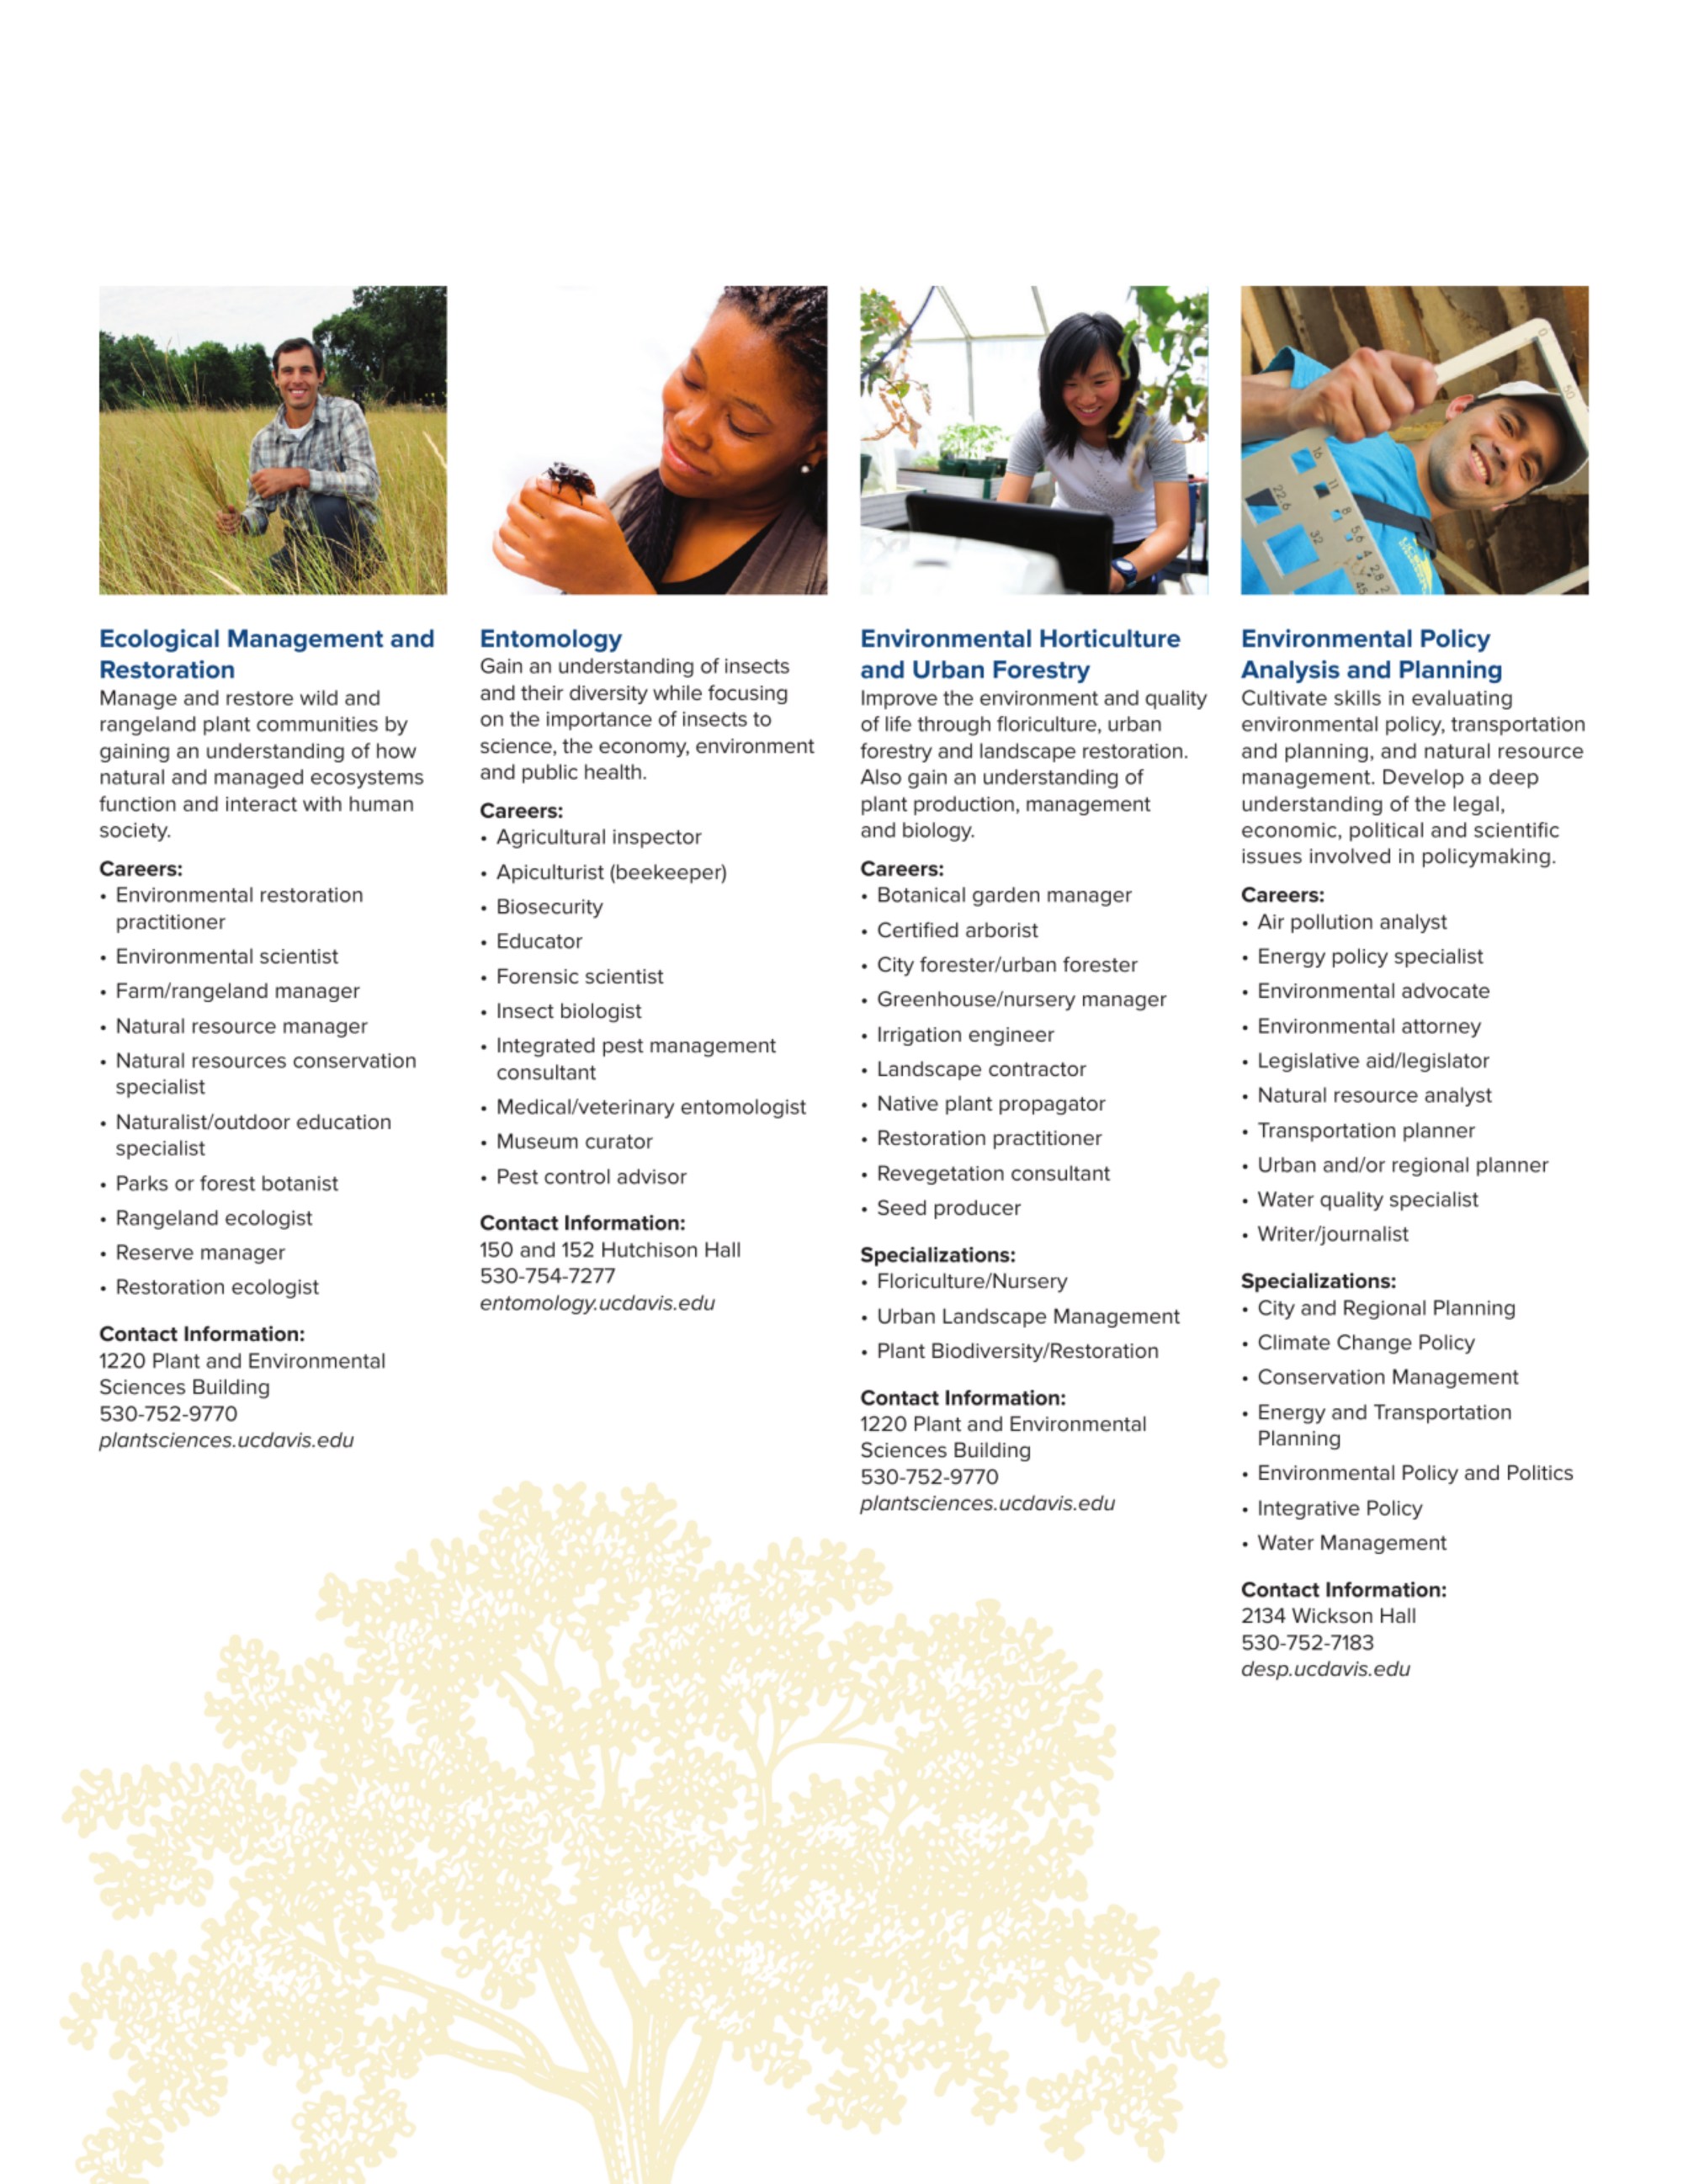 Ecological Management and
Restoration
Manage and restore wild and
rangeland plant communities by
gaining an understanding of how
natural and managed ecosystems
function and interact with human
society.
Careers:
• Environmental restoration
practitioner
• Environmental scientist
• Farm/rangeland manager
• Natural resource manager
• Natural resources conservation
specialist
• Naturalist/outdoor education
specialist
• Parks or forest botanist
• Rangeland ecologist
• Reserve manager
• Restoration ecologist
Contact Information:
1220 Plant and Environmental
Sciences Building
530-752-9770
plantsciences.ucdavis.edu
Entomology
Gain an understanding of insects
and their diversity while focusing
on the importance of insects to
science, the economy, environment
and public health.
Careers:
• Agricultural inspector
• Apiculturist (beekeeper)
• Biosecurity
• Educator
• Forensic scientist
• Insect biologist
• Integrated pest management
consultant
• Medical/veterinary entomologist
• Museum curator
• Pest control advisor
Contact Information:
150 and 152 Hutchison Hall
530-754-7277
entomology.ucdavis.edu
Environmental Horticulture
and Urban Forestry
Improve the environment and quality
of life through floriculture, urban
forestry and landscape restoration.
Also gain an understanding of
plant production, management
and biology.
Careers:
• Botanical garden manager
• Certified arborist
• City forester/urban forester
• Greenhouse/nursery manager
• Irrigation engineer
• Landscape contractor
• Native plant propagator
• Restoration practitioner
• Revegetation consultant
• Seed producer
Specializations:
• Floriculture/Nursery
• Urban Landscape Management
• Plant Biodiversity/Restoration
Contact Information:
1220 Plant and Environmental
Sciences Building
530-752-9770
plantsciences.ucdavis.edu
0
50
16
11
8
5.6
4
2.8
2
22.6
32
45
Environmental Policy
Analysis and Planning
Cultivate skills in evaluating
environmental policy, transportation
and planning, and natural resource
management. Develop a deep
understanding of the legal,
economic, political and scientific
issues involved in policymaking.
Careers:
• Air pollution analyst
• Energy policy specialist
• Environmental advocate
• Environmental attorney
• Legislative aid/legislator
• Natural resource analyst
• Transportation planner
• Urban and/or regional planner
• Water quality specialist
• Writer/journalist
Specializations:
• City and Regional Planning
• Climate Change Policy
• Conservation Management
• Energy and Transportation
Planning
• Environmental Policy and Politics
• Integrative Policy
• Water Management
Contact Information:
2134 Wickson Hall
530-752-7183
desp.ucdavis.edu